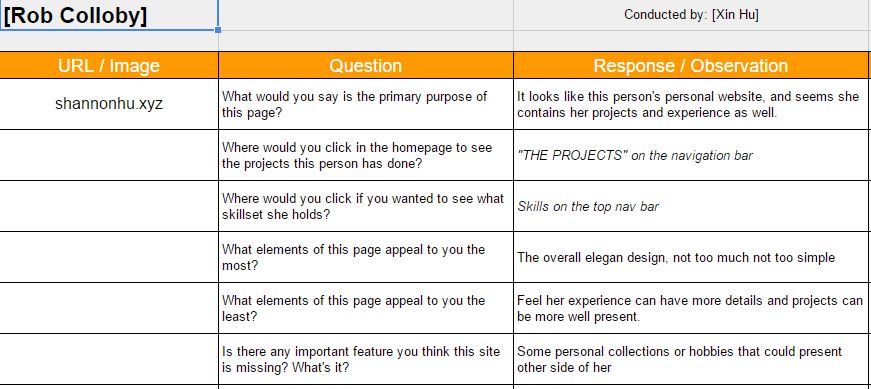 [Rob Colloby]
Conducted by: [Xin Hu]
URL / Image
Question
Response / Observation
shannonhu.xyz
What would you say is the primary purpose of
this page?
It looks like this person's personal website, and seems she
contains her projects and experience as well.
Where would you click in the homepage to see
the projects this person has done?
"THE PROJECTS" on the navigation bar
Where would you click if you wanted to see what
skillset she holds?
Skills on the top nav bar
What elements of this page appeal to you the
most?
The overall elegan design, not too much not too simple
What elements of this page appeal to you the
least?
Feel her experience can have more details and projects can
be more well present.
Is there any important feature you think this site
is missing? What's it?
Some personal collections or hobbies that could present
other side of her